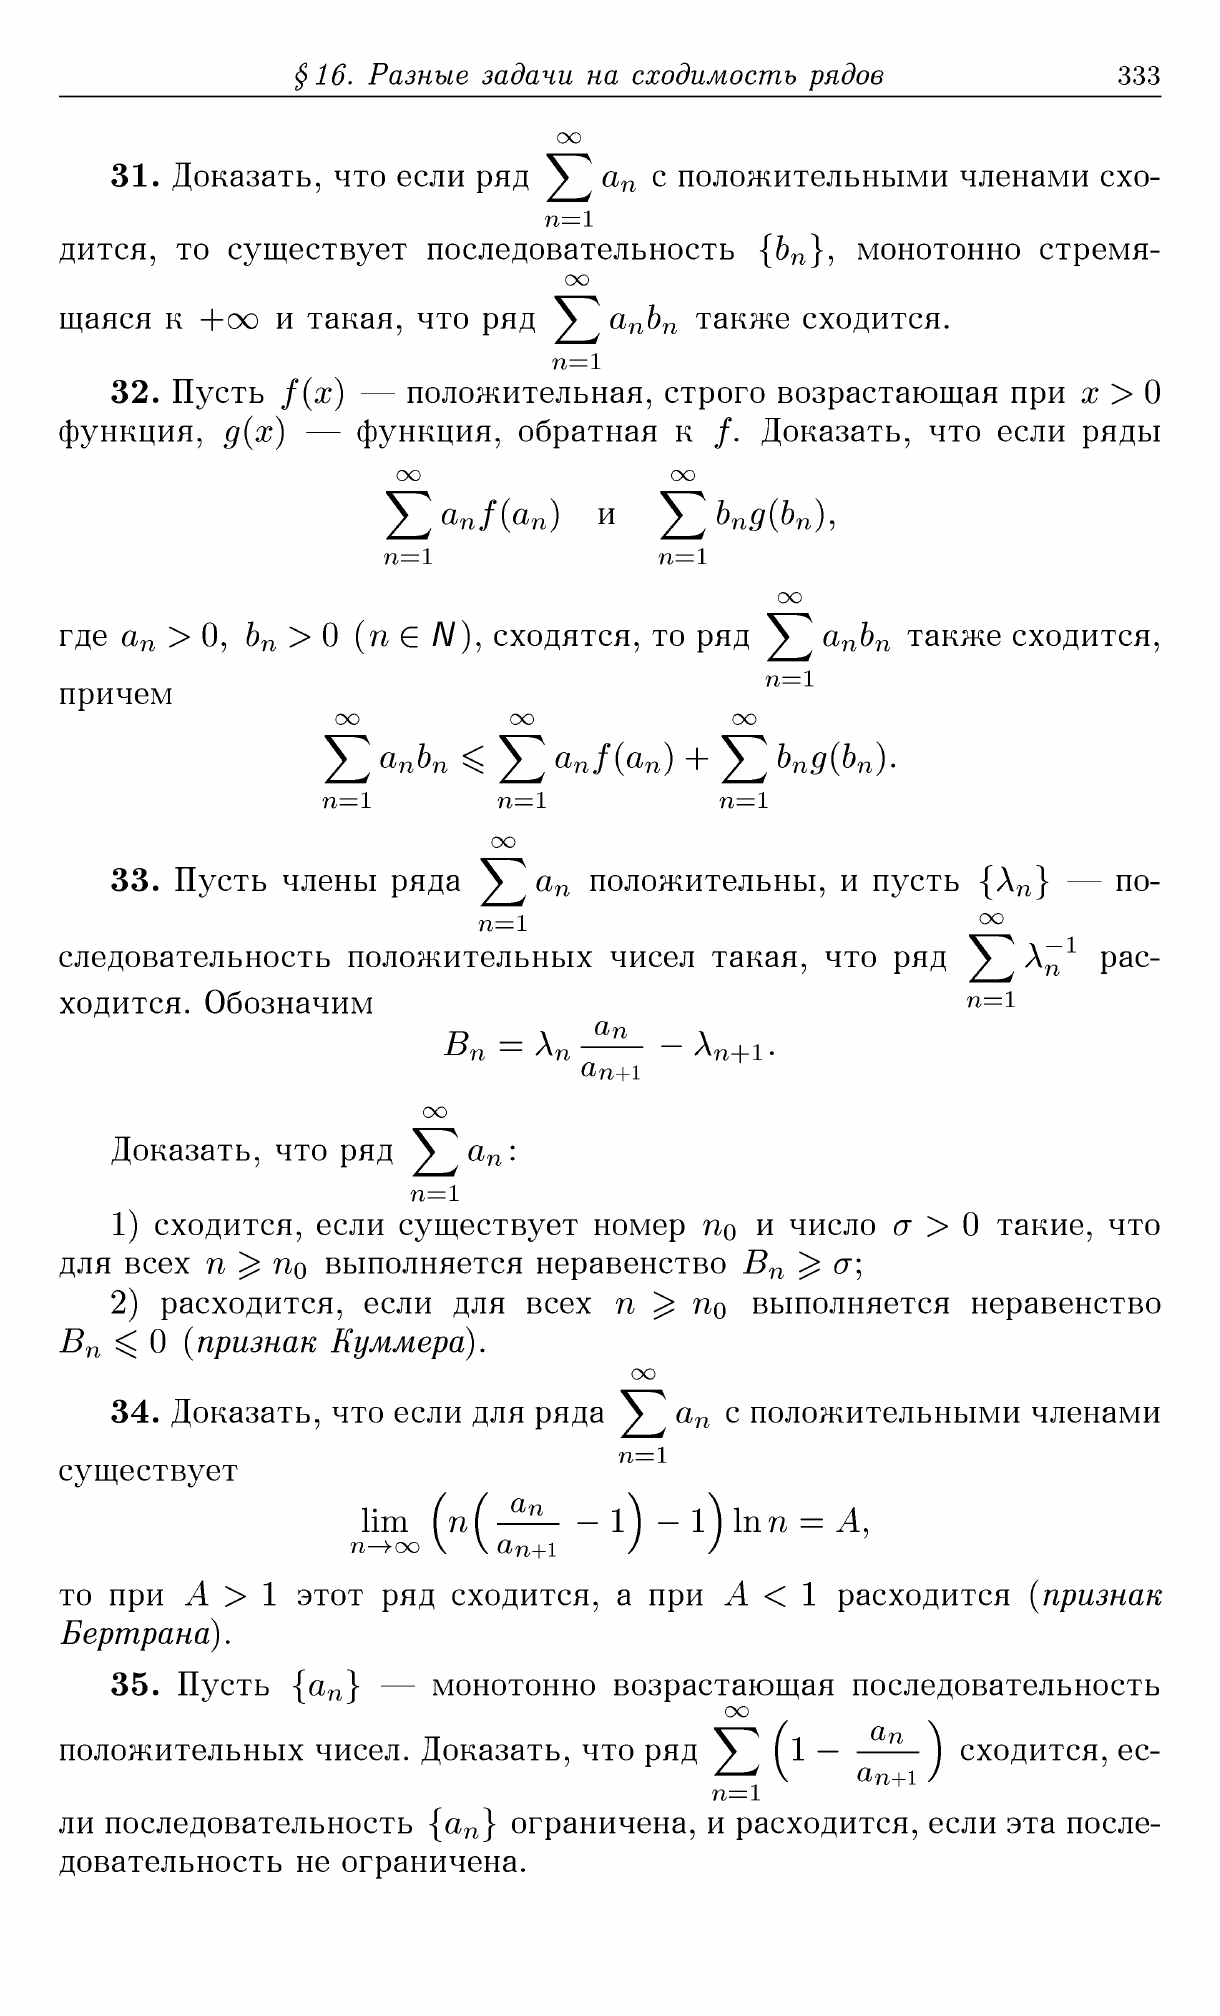 § 16. Разные задачи на сходимость рядов 333
31. Доказать, что если ряд $\sum_{n=1}^{\infty} a_n$ с положительными членами схо-
дится, то существует последовательность $\{b_n\}$, монотонно стремя-
щаяся к $+\infty$ и такая, что ряд $\sum_{n=1}^{\infty} a_n b_n$ также сходится.
32. Пусть $f(x)$ — положительная, строго возрастающая при $x > 0$
функция, $g(x)$ — функция, обратная к $f$. Доказать, что если ряды
$\sum_{n=1}^{\infty} a_n f(a_n)$ и $\sum_{n=1}^{\infty} b_n g(b_n)$,
где $a_n > 0$, $b_n > 0$ $(n \in N)$, сходятся, то ряд $\sum_{n=1}^{\infty} a_n b_n$ также сходится,
причем
$\sum_{n=1}^{\infty} a_n b_n \leqslant \sum_{n=1}^{\infty} a_n f(a_n) + \sum_{n=1}^{\infty} b_n g(b_n).$
33. Пусть члены ряда $\sum_{n=1}^{\infty} a_n$ положительны, и пусть $\{\lambda_n\}$ — по-
следовательность положительных чисел такая, что ряд $\sum_{n=1}^{\infty} \lambda_n^{-1}$ рас-
ходится. Обозначим
$B_n = \lambda_n \frac{a_n}{a_{n+1}} - \lambda_{n+1}.$
Доказать, что ряд $\sum_{n=1}^{\infty} a_n$:
1) сходится, если существует номер $n_0$ и число $\sigma > 0$ такие, что
для всех $n \geqslant n_0$ выполняется неравенство $B_n \geqslant \sigma$;
2) расходится, если для всех $n \geqslant n_0$ выполняется неравенство
$B_n \leqslant 0$ (признак Куммера).
34. Доказать, что если для ряда $\sum_{n=1}^{\infty} a_n$ с положительными членами
существует
$\lim_{n \to \infty} \left( n \left( \frac{a_n}{a_{n+1}} - 1 \right) - 1 \right) \ln n = A,$
то при $A > 1$ этот ряд сходится, а при $A < 1$ расходится (признак
Бертрана).
35. Пусть $\{a_n\}$ — монотонно возрастающая последовательность
положительных чисел. Доказать, что ряд $\sum_{n=1}^{\infty} \left( 1 - \frac{a_n}{a_{n+1}} \right)$ сходится, ес-
ли последовательность $\{a_n\}$ ограничена, и расходится, если эта после-
довательность не ограничена.